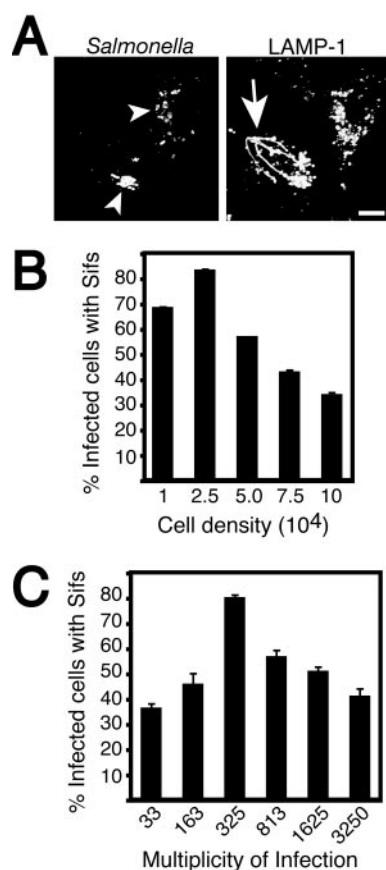 A
Salmonella
LAMP-1
B
% Infected cells with Sifs
80
70
60
50
40
30
20
10
1 2.5 5.0 7.5 10
Cell density (10⁴)
C
% Infected cells with Sifs
80
70
60
50
40
30
20
10
33 163 325 813 1625 3250
Multiplicity of Infection